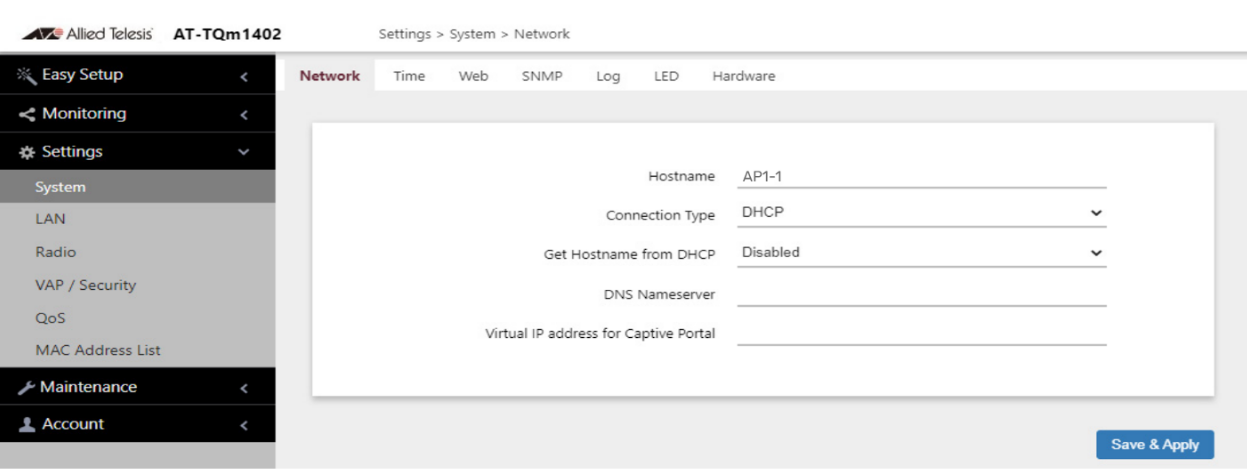 Allied Telesis AT-TQm1402 Settings > System > Network
Easy Setup <
Network Time Web SNMP Log LED Hardware
Monitoring <
Settings
System
LAN
Radio
VAP / Security
QoS
MAC Address List
Maintenance <
Account <
Hostname AP1-1
Connection Type DHCP
Get Hostname from DHCP Disabled
DNS Nameserver
Virtual IP address for Captive Portal
Save & Apply